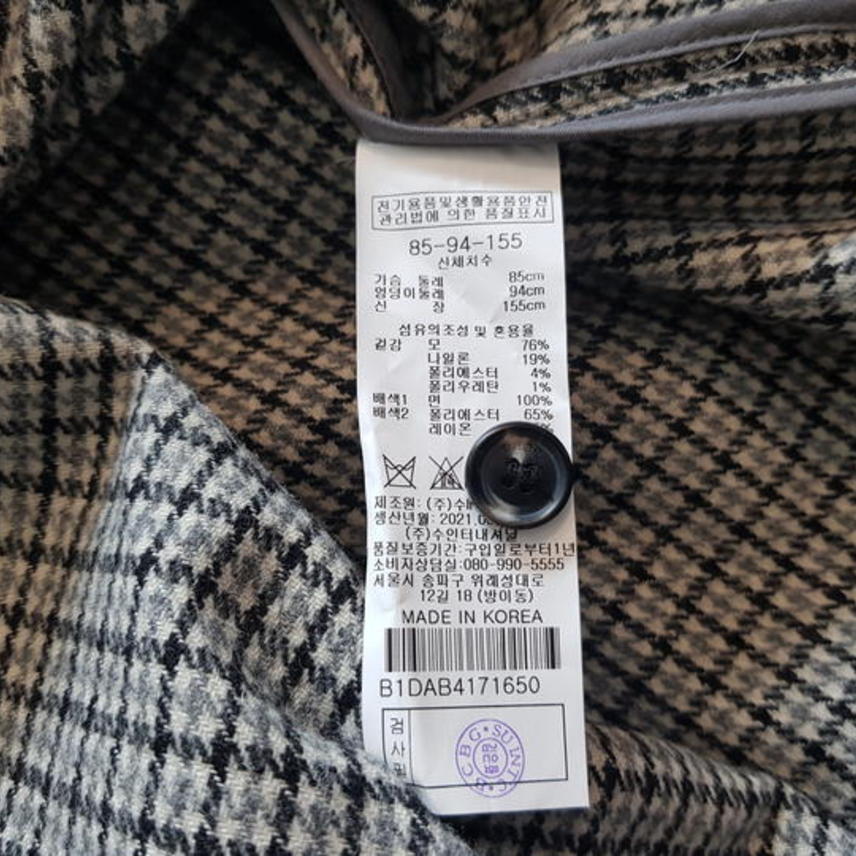 전기용품및생활용품안전
관리법에 의한 품질표시
85-94-155
신체치수
가슴 둘레 85cm
엉덩이둘레 94cm
신 장 155cm
섬유의조성 및 혼용율
겉감 모 76%
나일론 19%
폴리에스터 4%
폴리우레탄 1%
배색1 면 100%
배색2 폴리에스터 65%
레이온
제조원: (주)수
생산년월: 2021.
(주)수인터내셔날
품질보증기간:구입일로부터1년
소비자상담실:080-990-5555
서울시 송파구 위례성대로
12길 18 (방이동)
MADE IN KOREA
B1DAB4171650
검
사
필
BCBG SU INT'C